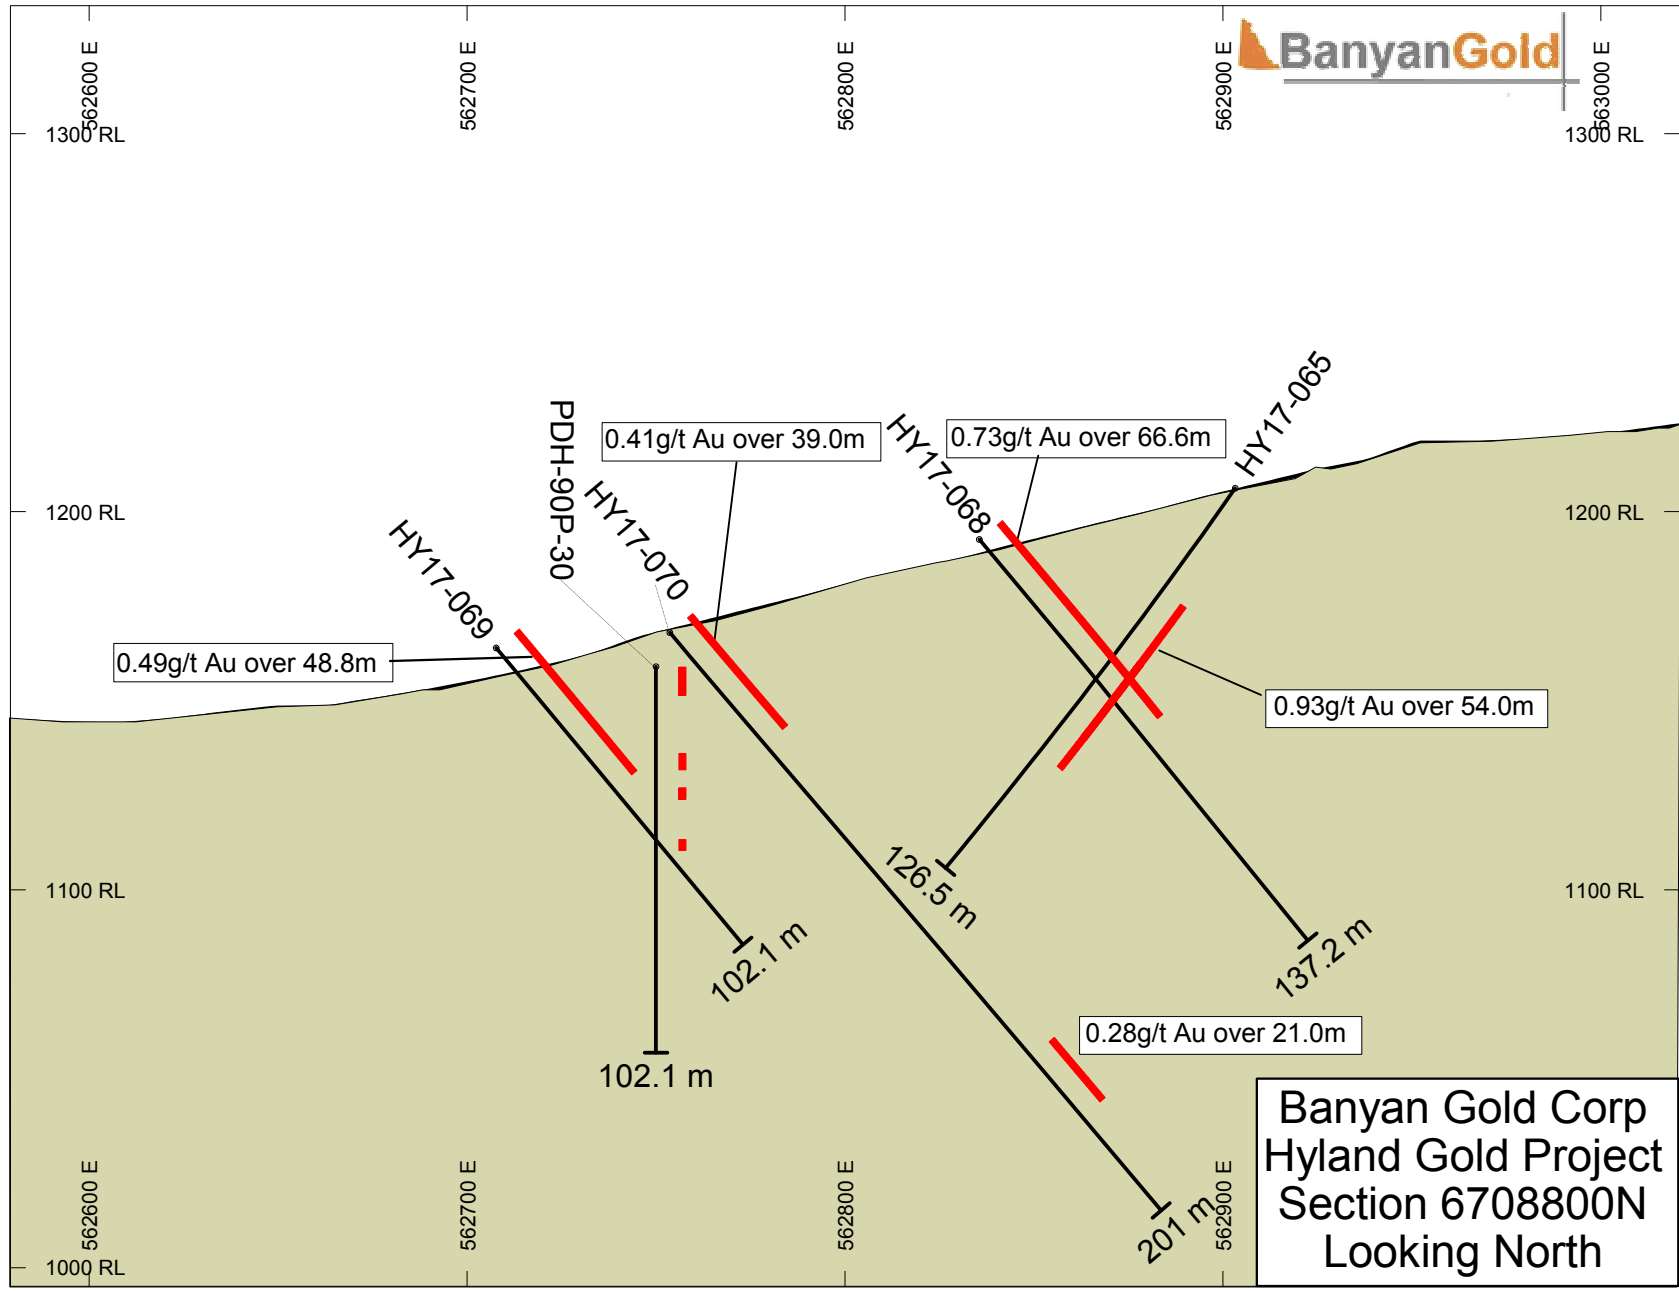 562600 E
562700 E
562800 E
562900 E
563000 E
BanyanGold
1300 RL
1300 RL
HY17-065
PDH-90P-30
0.41g/t Au over 39.0m
HY17-068
0.73g/t Au over 66.6m
HY17-070
1200 RL
1200 RL
HY17-069
0.49g/t Au over 48.8m
0.93g/t Au over 54.0m
126.5 m
1100 RL
1100 RL
102.1 m
137.2 m
102.1 m
0.28g/t Au over 21.0m
201 m
562600 E
562700 E
562800 E
562900 E
1000 RL
Banyan Gold Corp
Hyland Gold Project
Section 6708800N
Looking North